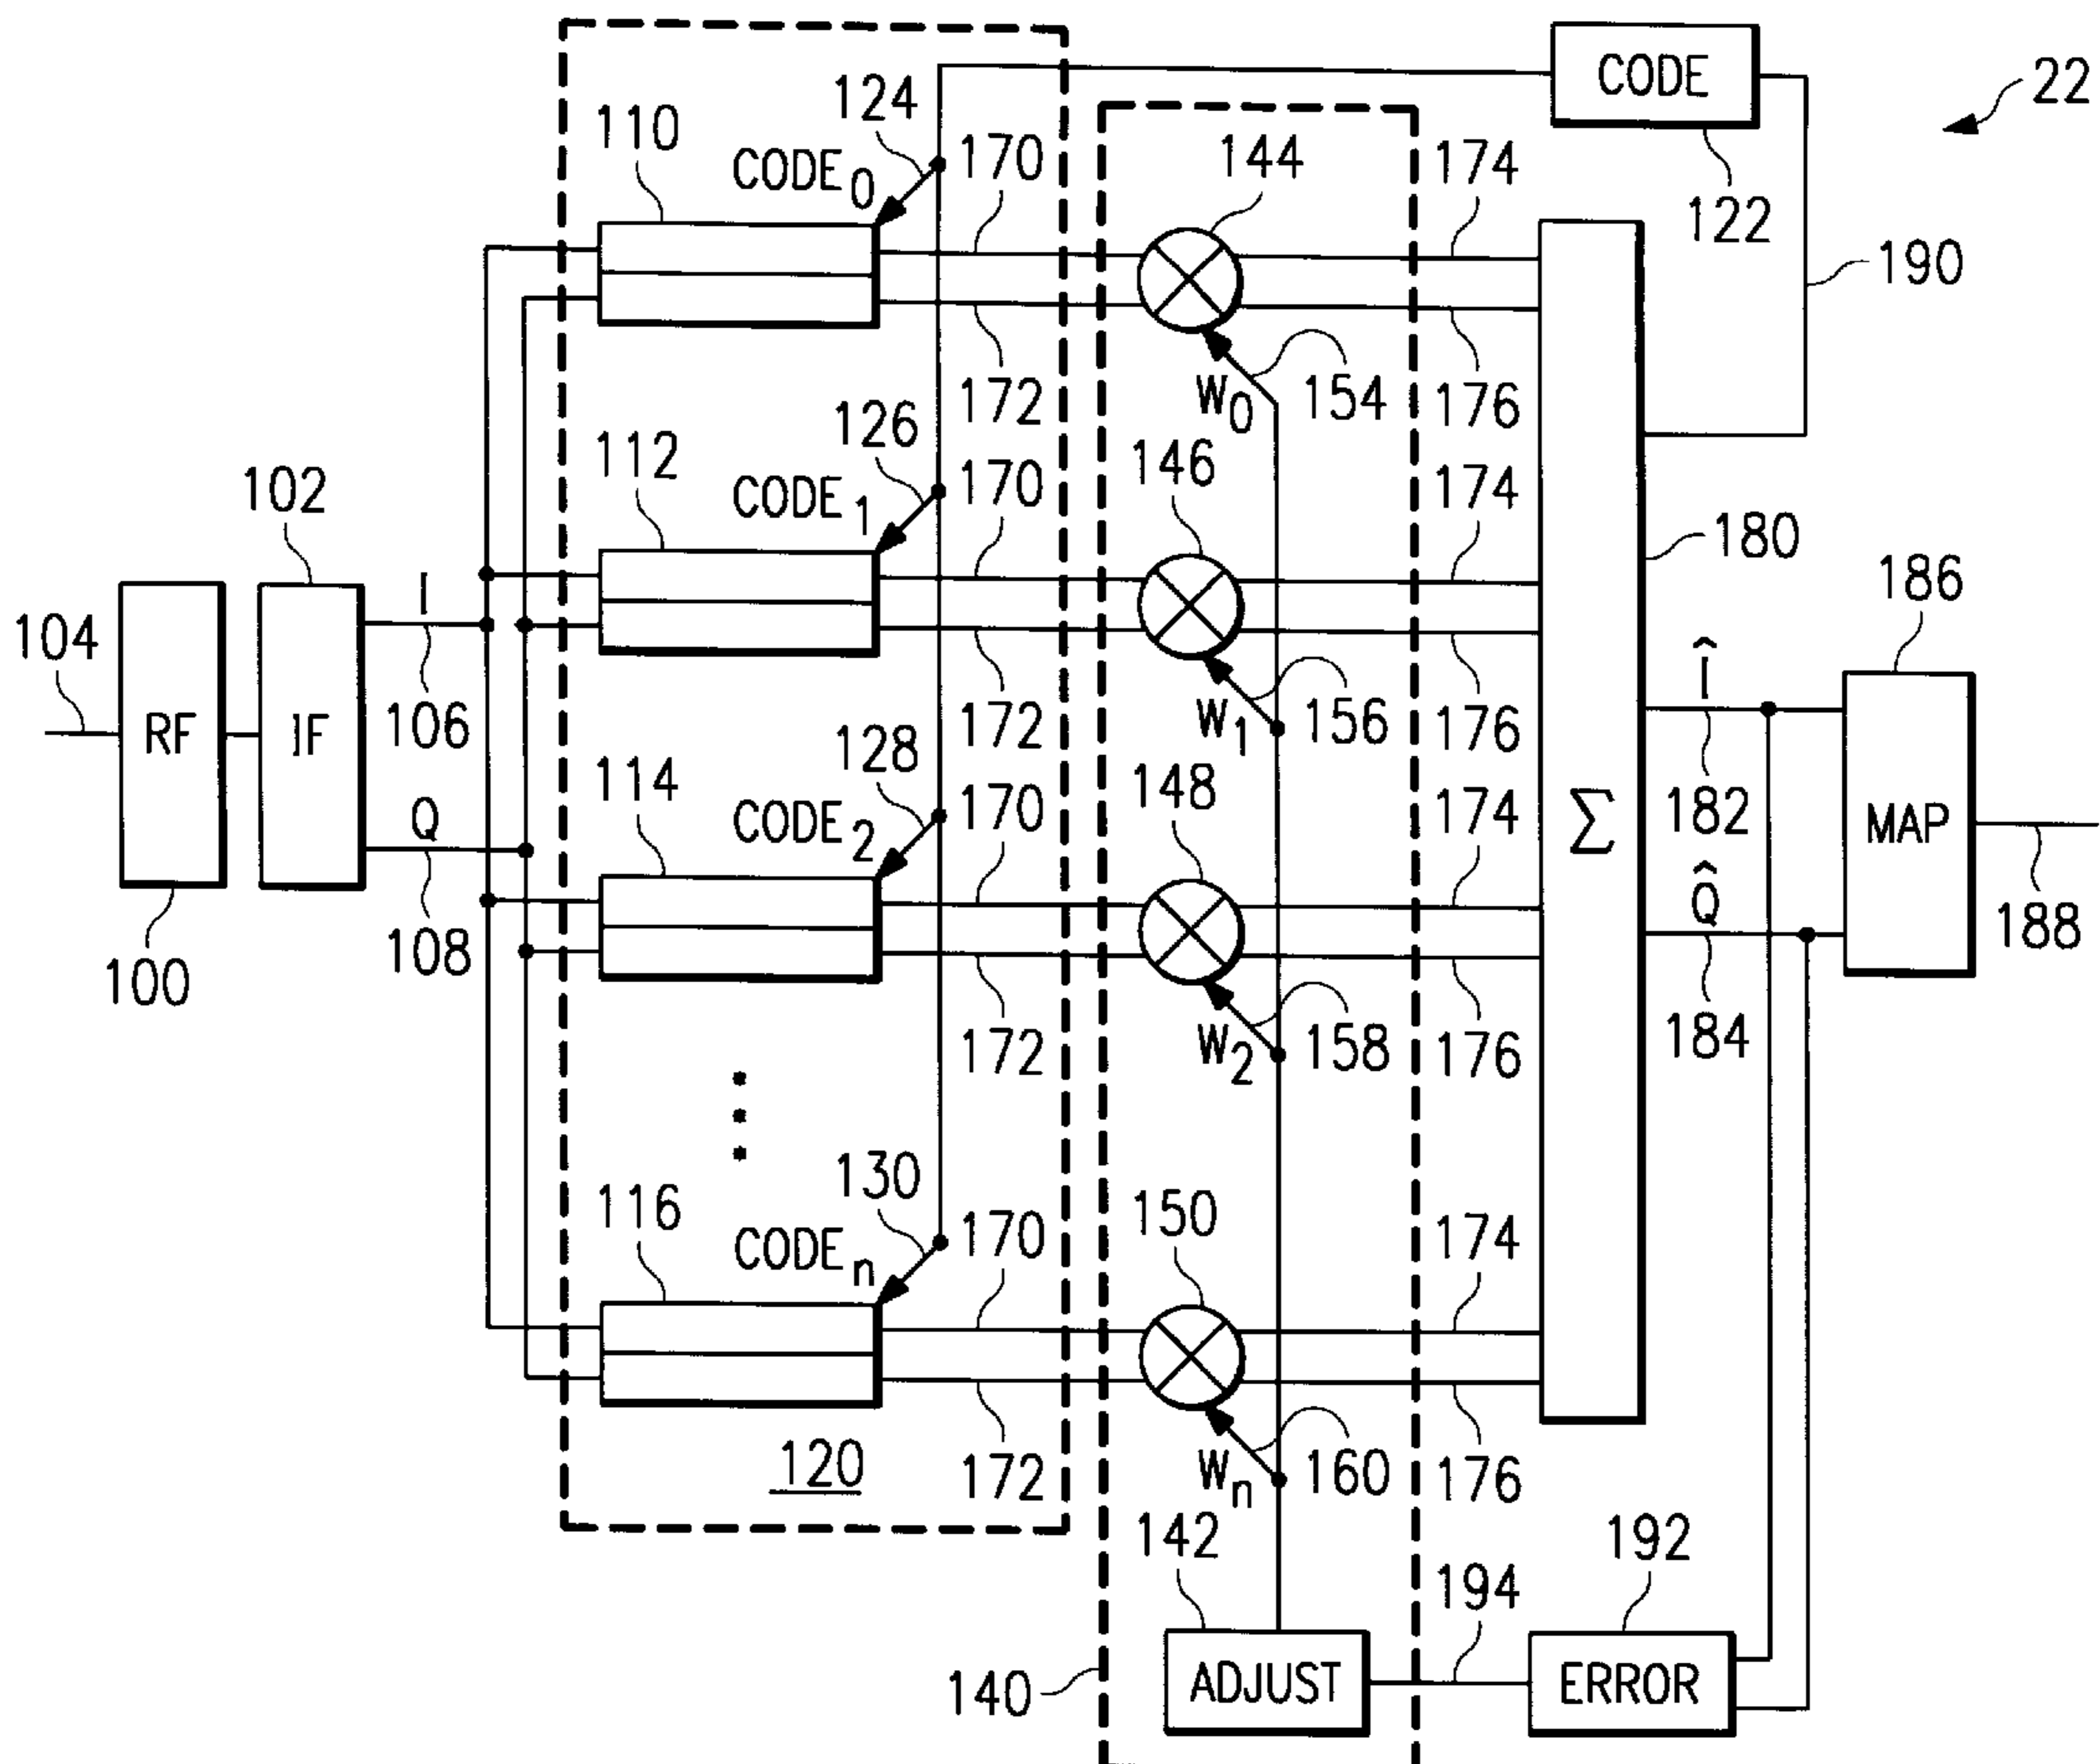 CODE
22
124
110
CODE0
170
144
174
122
190
172
W0
154
176
126
112
CODE1
170
146
174
102
180
I
186
104
RF
IF
106
172
W1
156
176
Î
128
114
CODE2
170
148
174
Σ
182
MAP
Q
Q̂
188
100
108
172
W2
158
176
184
130
116
CODEn
170
150
174
120
172
Wn
160
176
142
194
192
140
ADJUST
ERROR